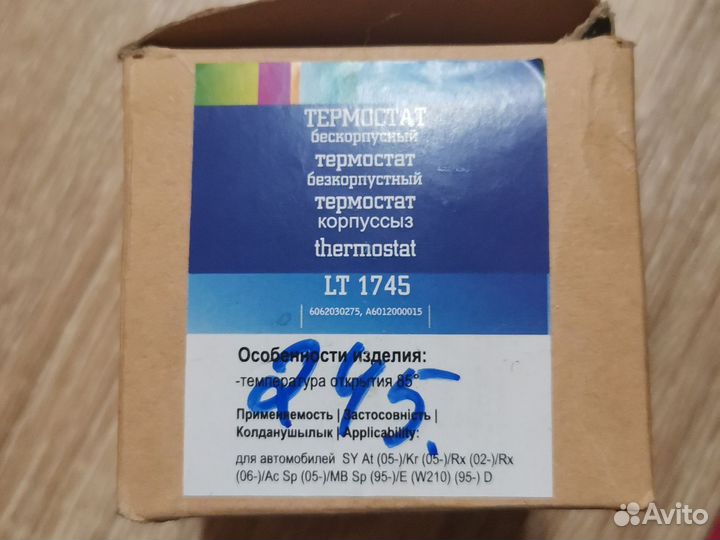 ТЕРМОСТАТ
бескорпусный
термостат
безкорпустный
термостат
корпуссыз
thermostat
LT 1745
6062030275, A6012000015
Особенности изделия:
-температура открытия 85°
245.
Применяемость | Застосовність |
Колданушылык | Applicability:
для автомобилей SY At (05-)/Kr (05-)/Rx (02-)/Rx
(06-)/Ac Sp (05-)/MB Sp (95-)/E (W210) (95-) D
Avito